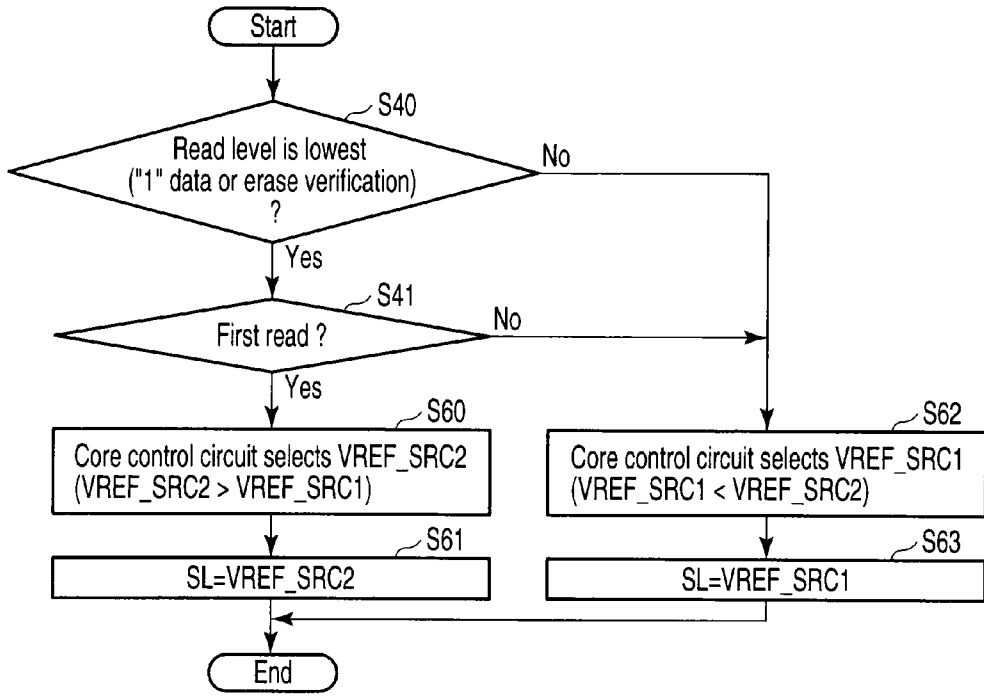 Start
S40
Read level is lowest
("1" data or erase verification)
?
No
Yes
S41
First read ?
No
Yes
S60
Core control circuit selects VREF_SRC2
(VREF_SRC2 > VREF_SRC1)
S62
Core control circuit selects VREF_SRC1
(VREF_SRC1 < VREF_SRC2)
S61
SL=VREF_SRC2
S63
SL=VREF_SRC1
End